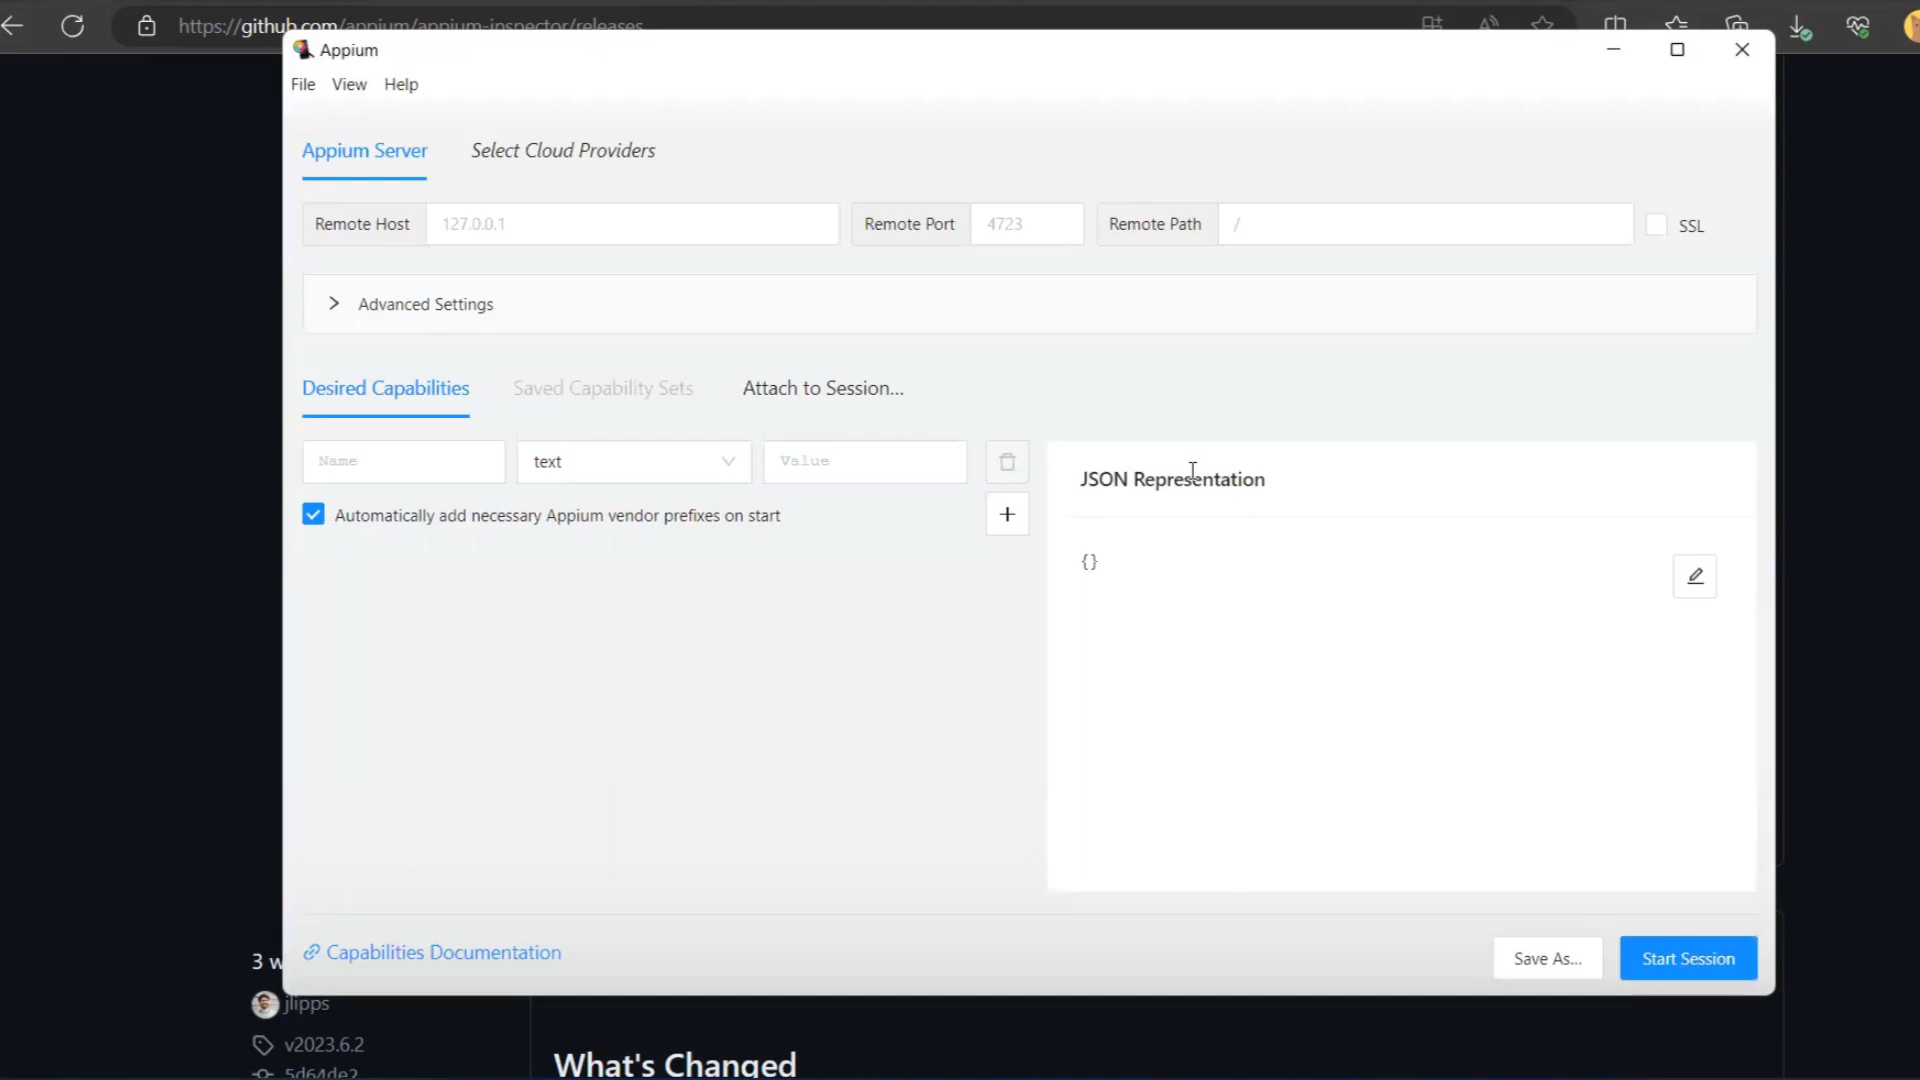 https://github.com/appium/appium-inspector/releases
Appium
File View Help
Appium Server Select Cloud Providers
Remote Host 127.0.0.1 Remote Port 4723 Remote Path / SSL
Advanced Settings
Desired Capabilities Saved Capability Sets Attach to Session...
Name text Value
JSON Representation
Automatically add necessary Appium vendor prefixes on start
{}
Capabilities Documentation
Save As... Start Session
3 w
jlipps
v2023.6.2
5d64de2
What's Changed